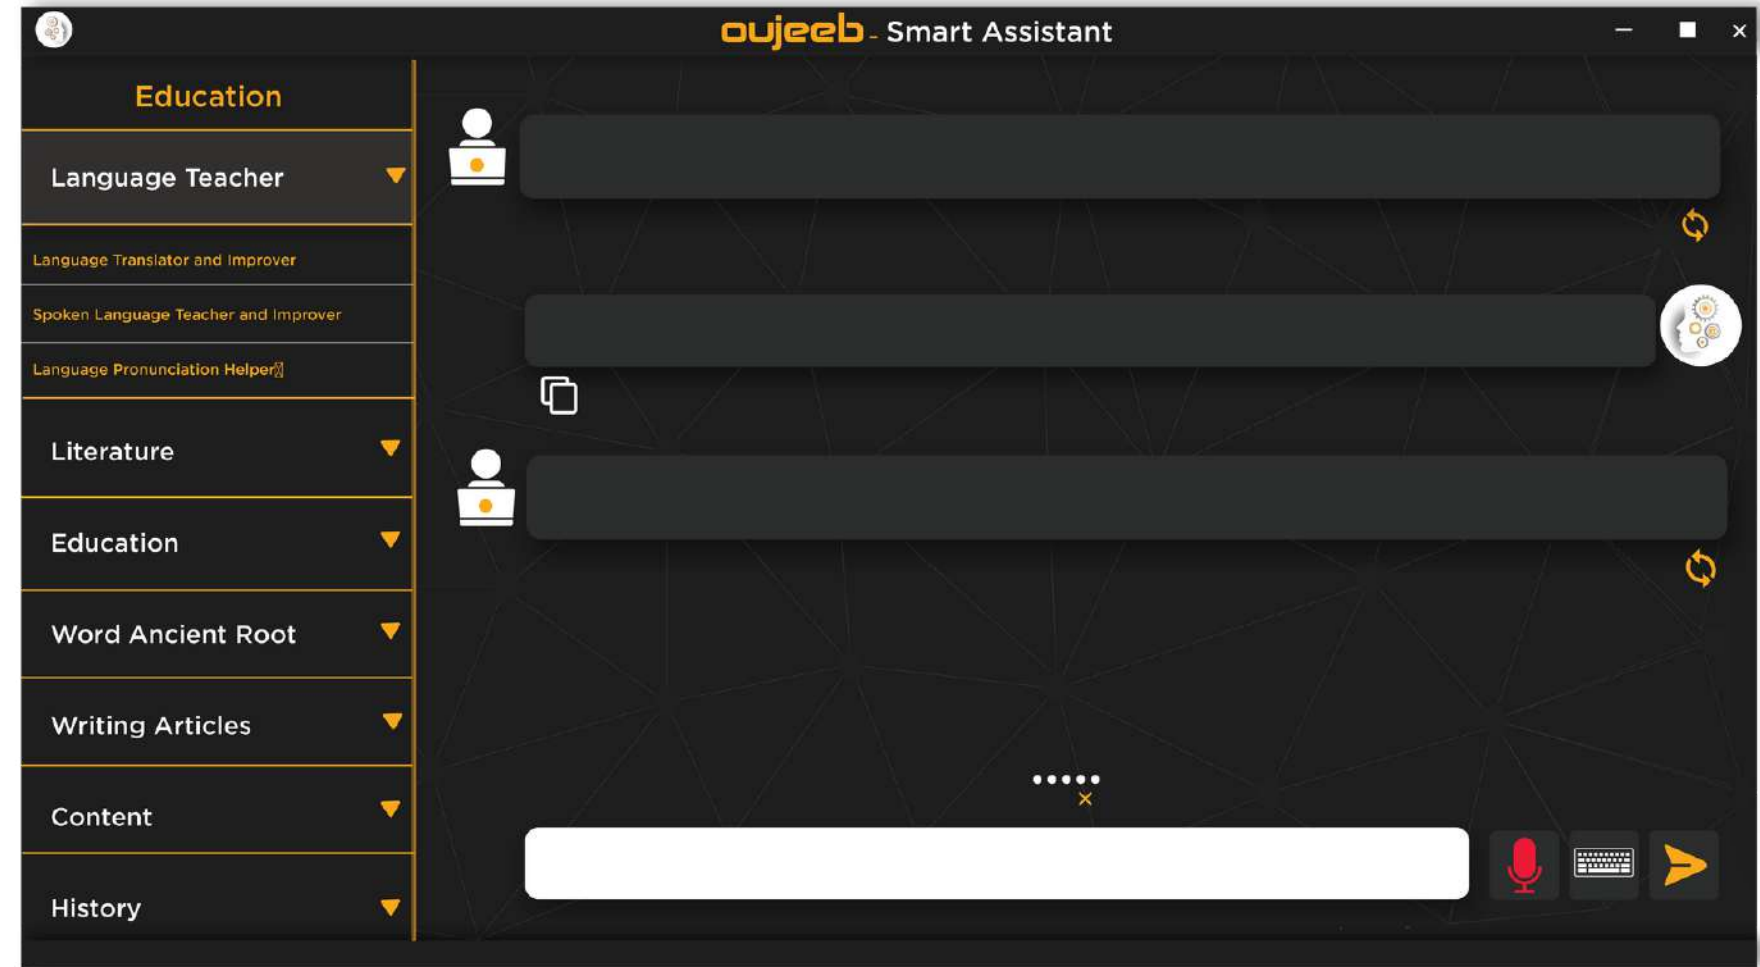 oujeeb - Smart Assistant
Education
Language Teacher
Language Translator and Improver
Spoken Language Teacher and Improver
Language Pronunciation Helper
Literature
Education
Word Ancient Root
Writing Articles
Content
History